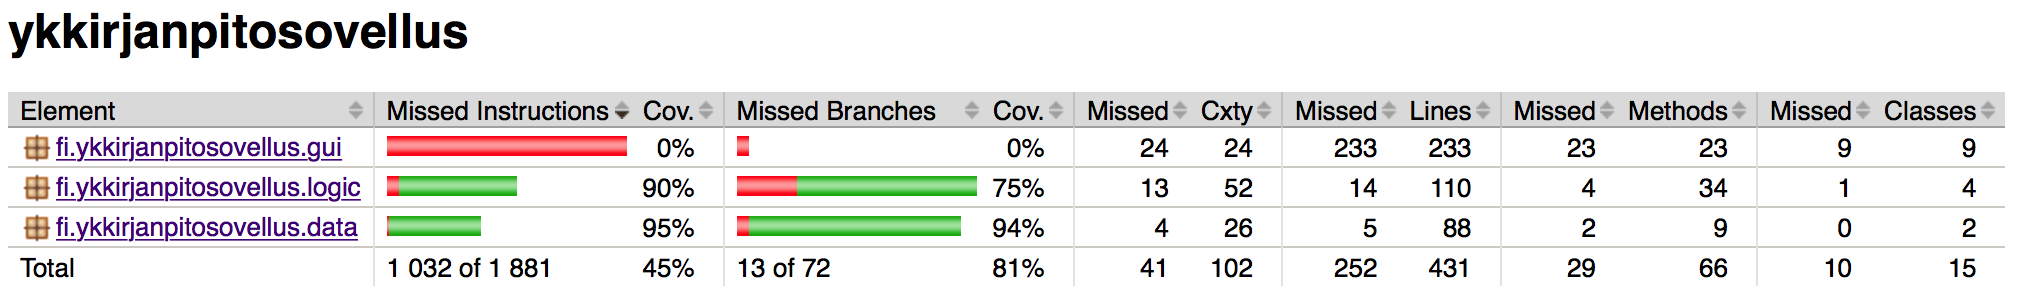 ykkirjanpitosovellus
Element Missed Instructions Cov. Missed Branches Cov. Missed Cxty Missed Lines Missed Methods Missed Classes
fi.ykkirjanpitosovellus.gui 0% 0% 24 24 233 233 23 23 9 9
fi.ykkirjanpitosovellus.logic 90% 75% 13 52 14 110 4 34 1 4
fi.ykkirjanpitosovellus.data 95% 94% 4 26 5 88 2 9 0 2
Total 1 032 of 1 881 45% 13 of 72 81% 41 102 252 431 29 66 10 15